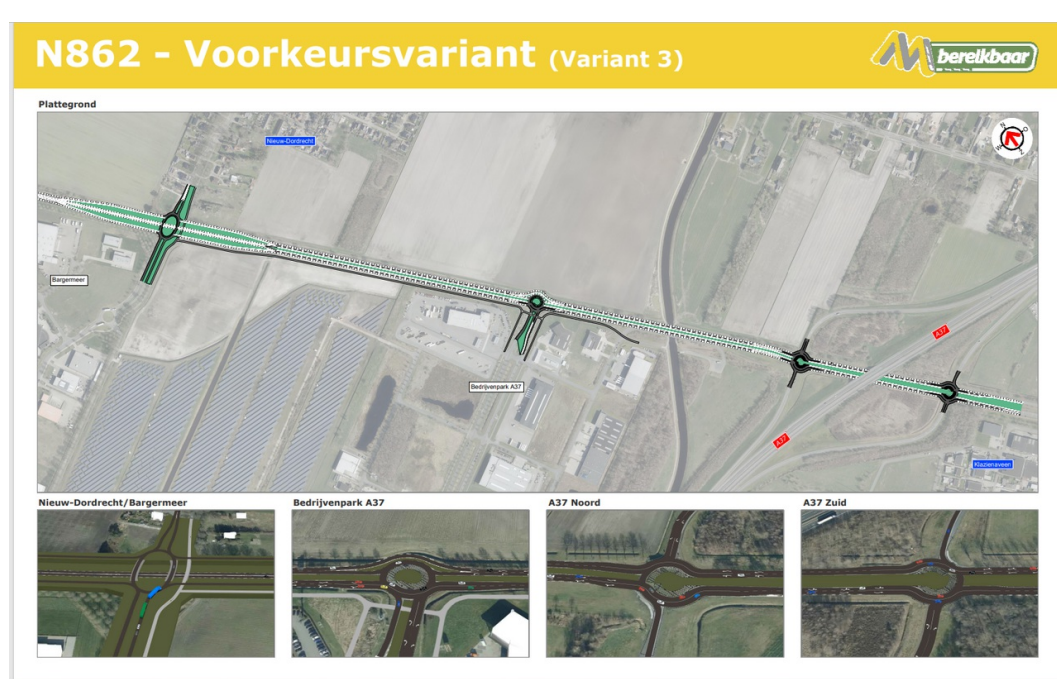 N862 - Voorkeursvariant (Variant 3)
M bereikbaar
Plattegrond
Nieuw-Dordrecht
N
O
W
Z
Bargermeer
A37
Bedrijvenpark A37
A37
Klazienaveen
Nieuw-Dordrecht/Bargermeer
Bedrijvenpark A37
A37 Noord
A37 Zuid